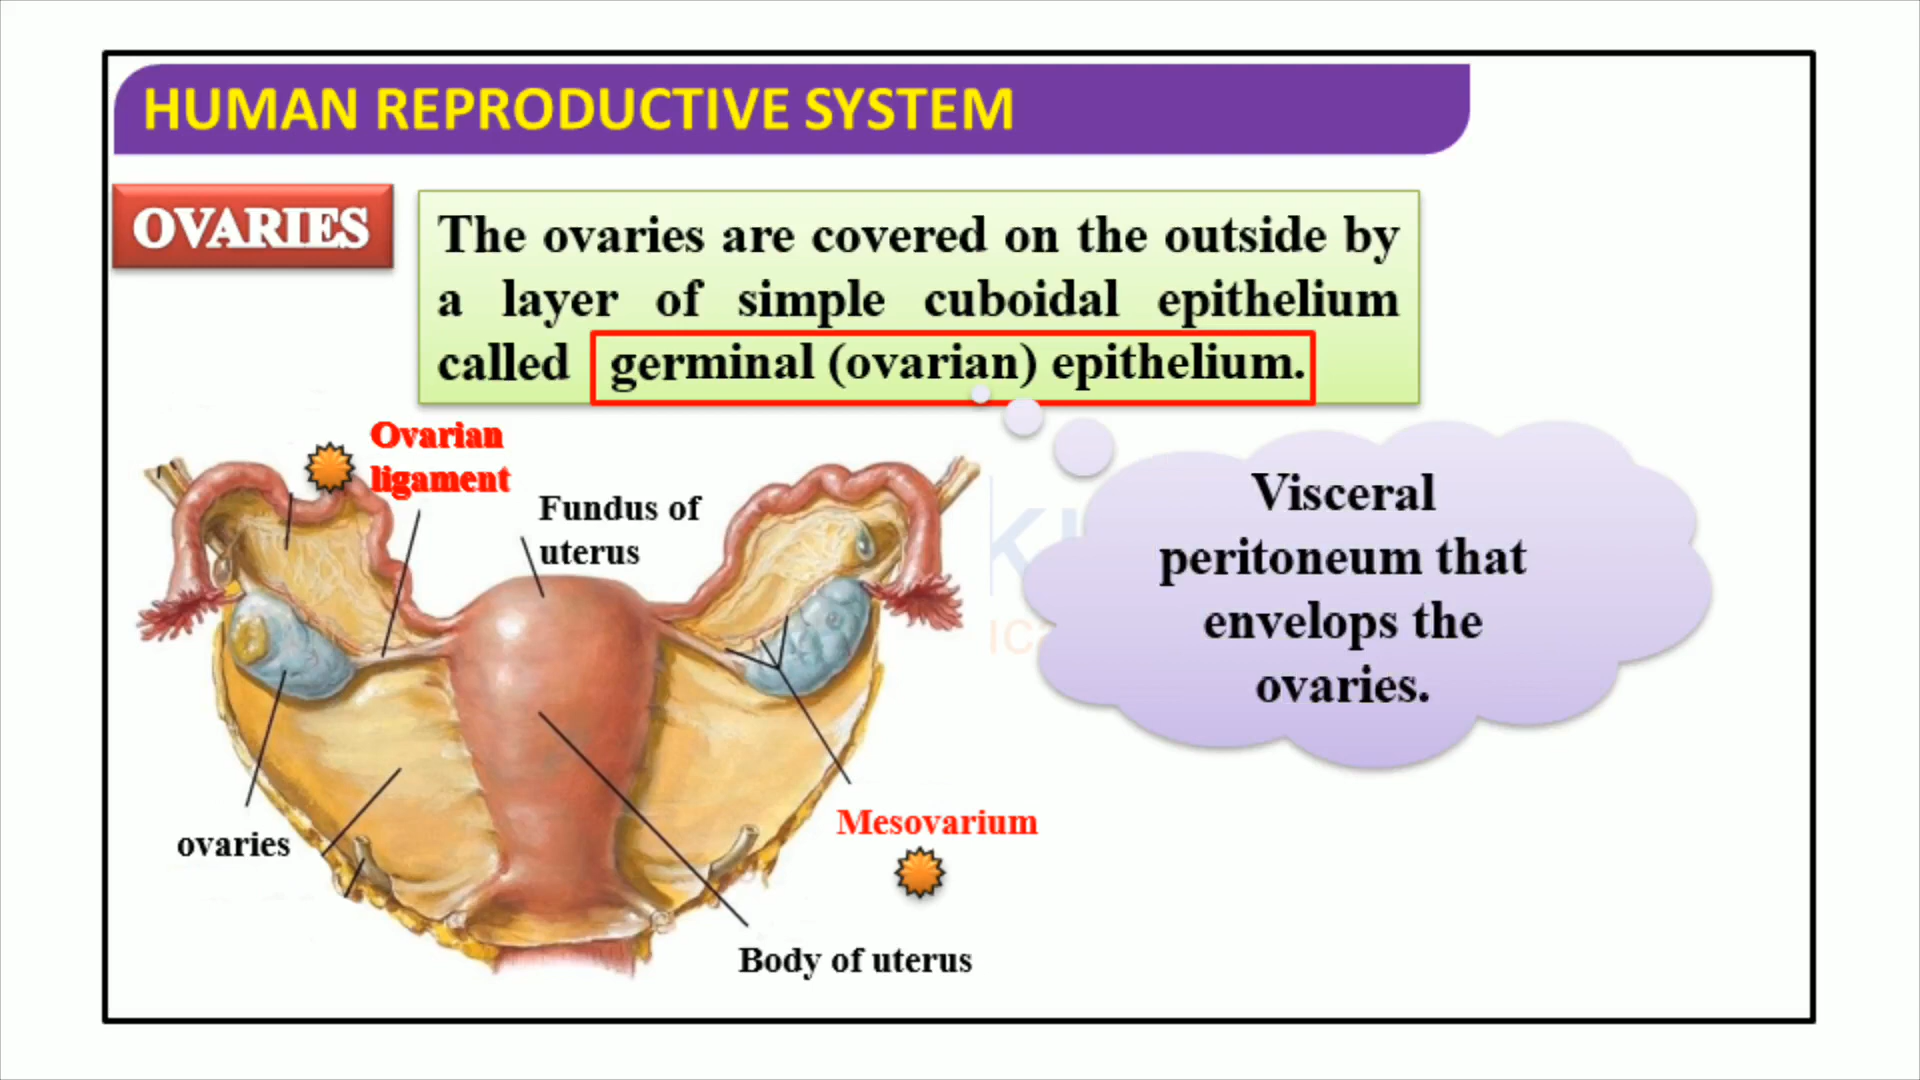 HUMAN REPRODUCTIVE SYSTEM
OVARIES
The ovaries are covered on the outside by
a layer of simple cuboidal epithelium
called germinal (ovarian) epithelium.
Ovarian
ligament
Fundus of
uterus
Visceral
peritoneum that
envelops the
ovaries.
ovaries
Mesovarium
Body of uterus